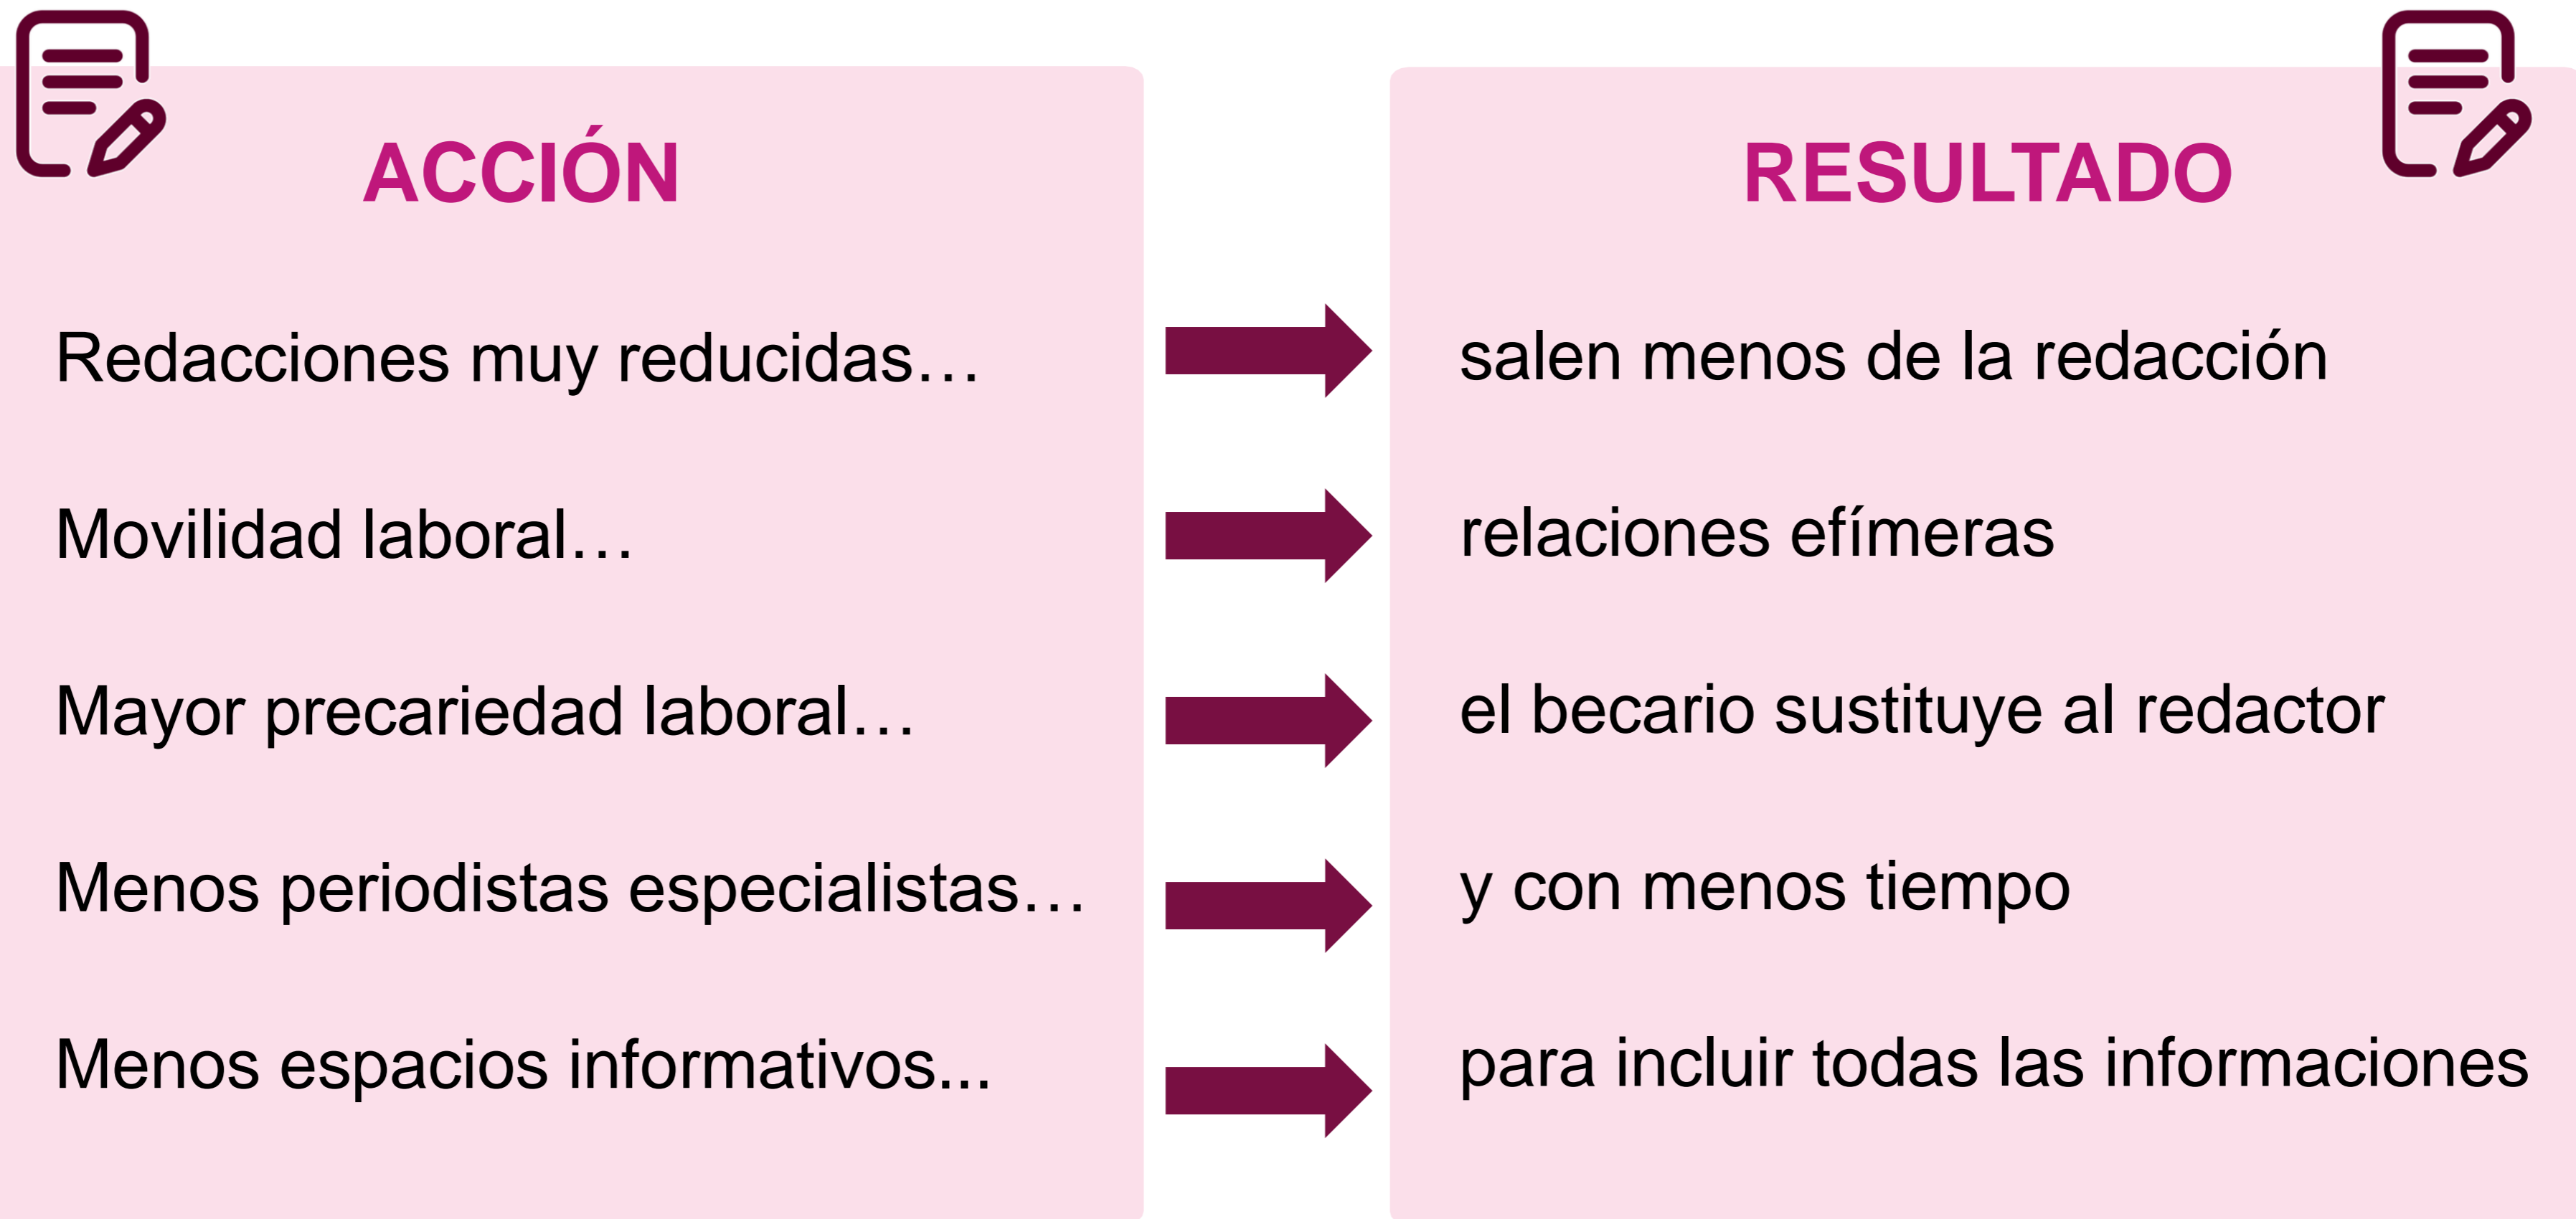 ACCIÓN
Redacciones muy reducidas…
Movilidad laboral…
Mayor precariedad laboral…
Menos periodistas especialistas…
Menos espacios informativos...
RESULTADO
salen menos de la redacción
relaciones efímeras
el becario sustituye al redactor
y con menos tiempo
para incluir todas las informaciones